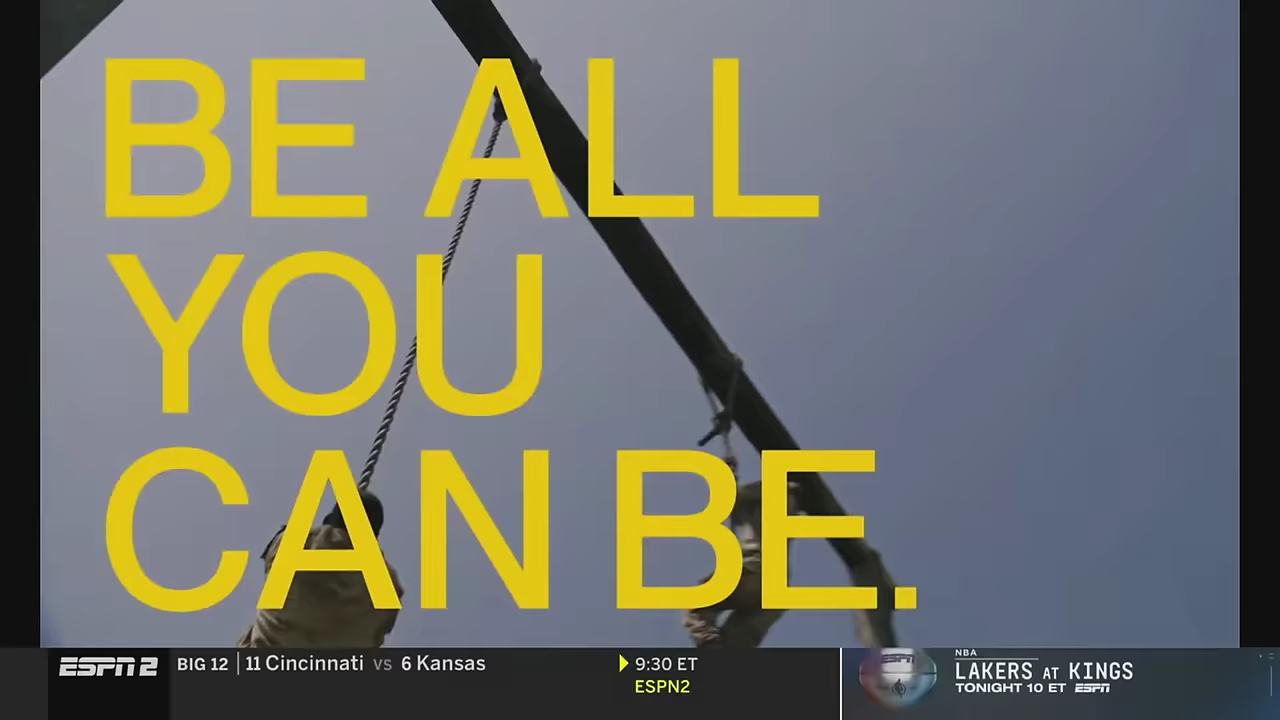 BE ALL
YOU
CAN BE.
ESPN2 BIG 12 | 11 Cincinnati vs 6 Kansas 9:30 ET
ESPN2
NBA
LAKERS AT KINGS
TONIGHT 10 ET ESPN